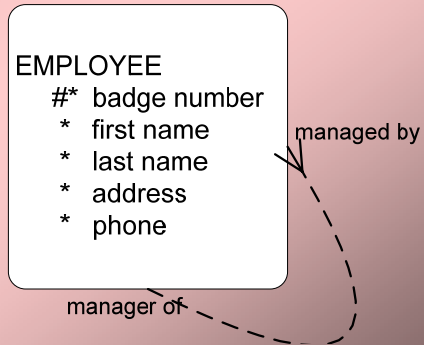 EMPLOYEE
#* badge number
* first name
* last name
* address
* phone
managed by
manager of